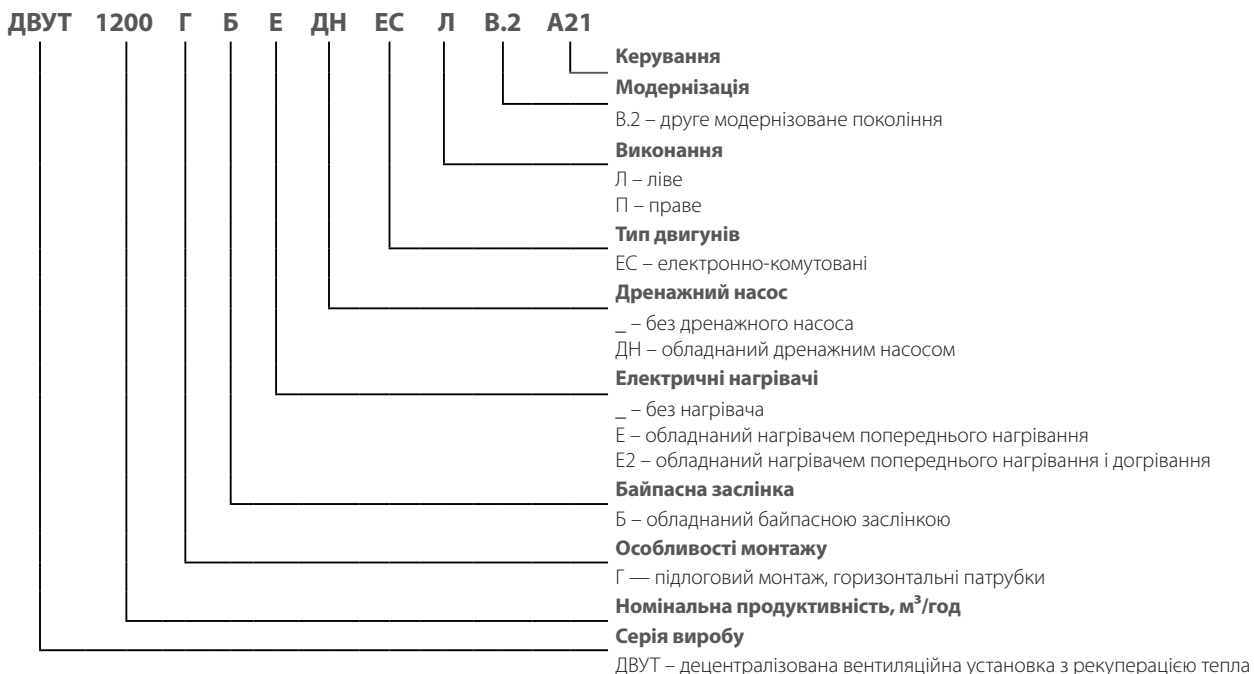 ДВУТ 1200 Г Б Е ДН ЕС Л В.2 А21
Керування
Модернізація
В.2 – друге модернізоване покоління
Виконання
Л – ліве
П – праве
Тип двигунів
ЕС – електронно-комутовані
Дренажний насос
_ – без дренажного насоса
ДН – обладнаний дренажним насосом
Електричні нагрівачі
_ – без нагрівача
Е – обладнаний нагрівачем попереднього нагрівання
Е2 – обладнаний нагрівачем попереднього нагрівання і догрівання
Байпасна заслінка
Б – обладнаний байпасною заслінкою
Особливості монтажу
Г — підлоговий монтаж, горизонтальні патрубки
Номінальна продуктивність, м³/год
Серія виробу
ДВУТ – децентралізована вентиляційна установка з рекуперацією тепла